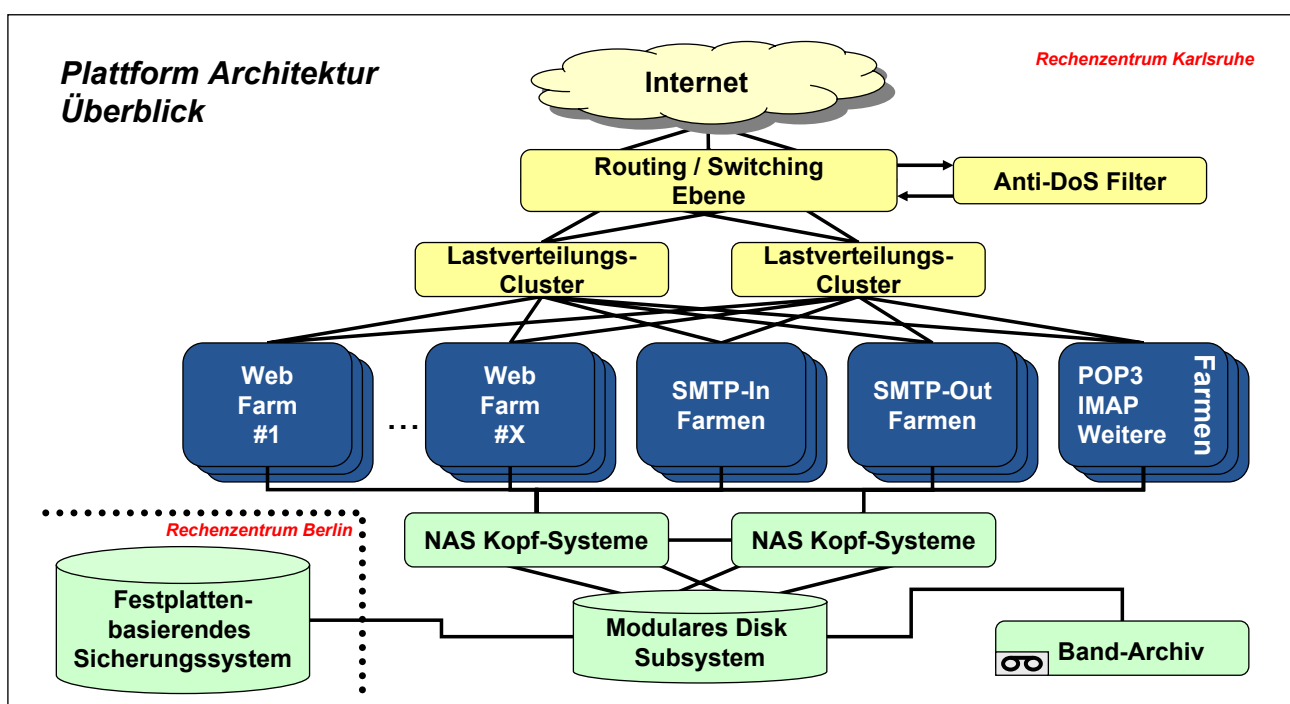 Plattform Architektur
Überblick
Rechenzentrum Karlsruhe
Internet
Routing / Switching
Ebene
Anti-DoS Filter
Lastverteilungs-
Cluster
Lastverteilungs-
Cluster
Web
Farm
#1
...
Web
Farm
#X
SMTP-In
Farmen
SMTP-Out
Farmen
POP3
IMAP
Weitere
Farmen
Rechenzentrum Berlin
NAS Kopf-Systeme
NAS Kopf-Systeme
Festplatten-
basierendes
Sicherungssystem
Modulares Disk
Subsystem
Band-Archiv